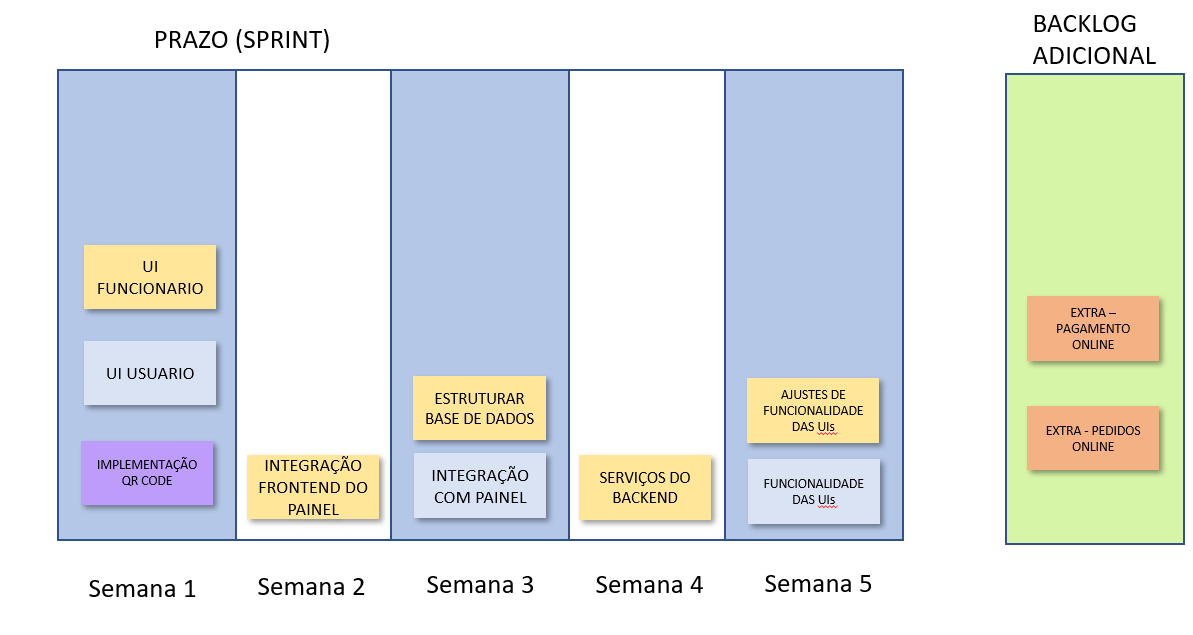 PRAZO (SPRINT)
BACKLOG
ADICIONAL
UI
FUNCIONARIO
UI USUARIO
IMPLEMENTAÇÃO
QR CODE
INTEGRAÇÃO
FRONTEND DO
PAINEL
ESTRUTURAR
BASE DE DADOS
INTEGRAÇÃO
COM PAINEL
SERVIÇOS DO
BACKEND
AJUSTES DE
FUNCIONALIDADE
DAS UIs
FUNCIONALIDADE
DAS UIs
EXTRA –
PAGAMENTO
ONLINE
EXTRA - PEDIDOS
ONLINE
Semana 1
Semana 2
Semana 3
Semana 4
Semana 5